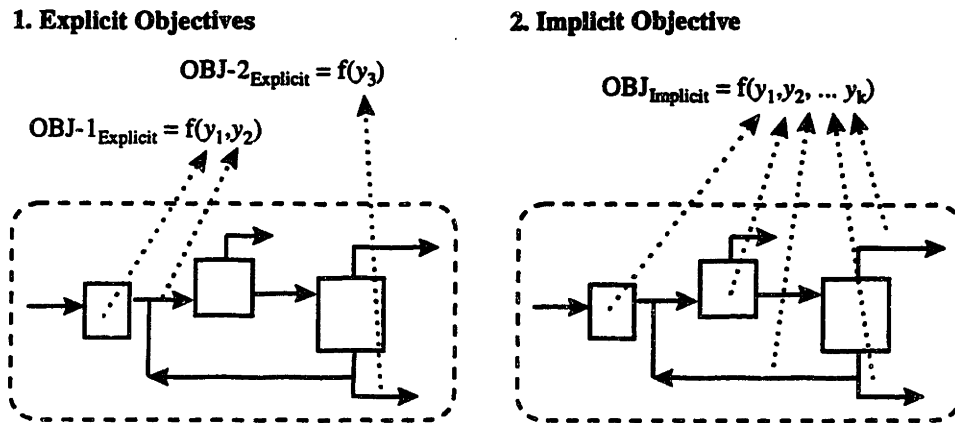 1. Explicit Objectives
OBJ-2Explicit = f(y3)
OBJ-1Explicit = f(y1,y2)
2. Implicit Objective
OBJImplicit = f(y1,y2, ... yk)